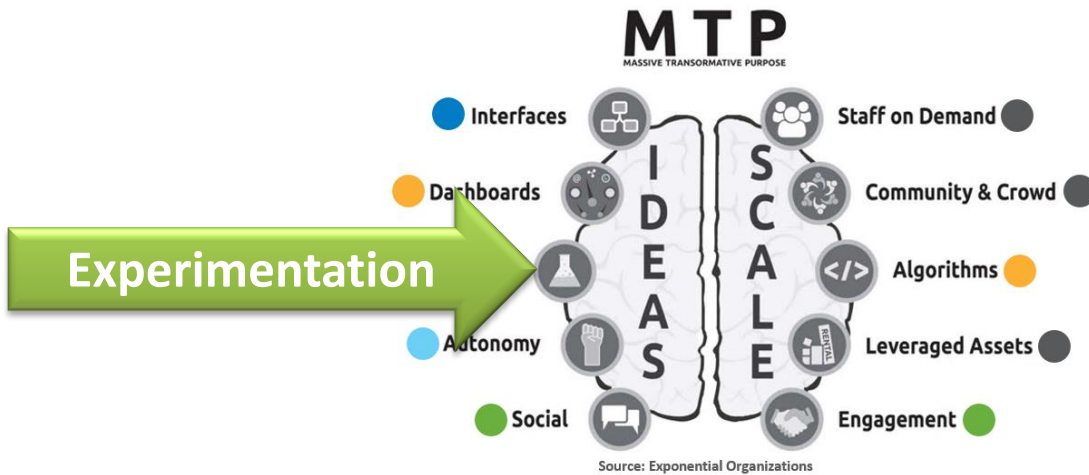 MTP
MASSIVE TRANSORMATIVE PURPOSE
Interfaces
Dashboards
Experimentation
Autonomy
Social
IDEAS
SCALE
Staff on Demand
Community & Crowd
</>
Algorithms
RENTAL
Leveraged Assets
Engagement
Source: Exponential Organizations